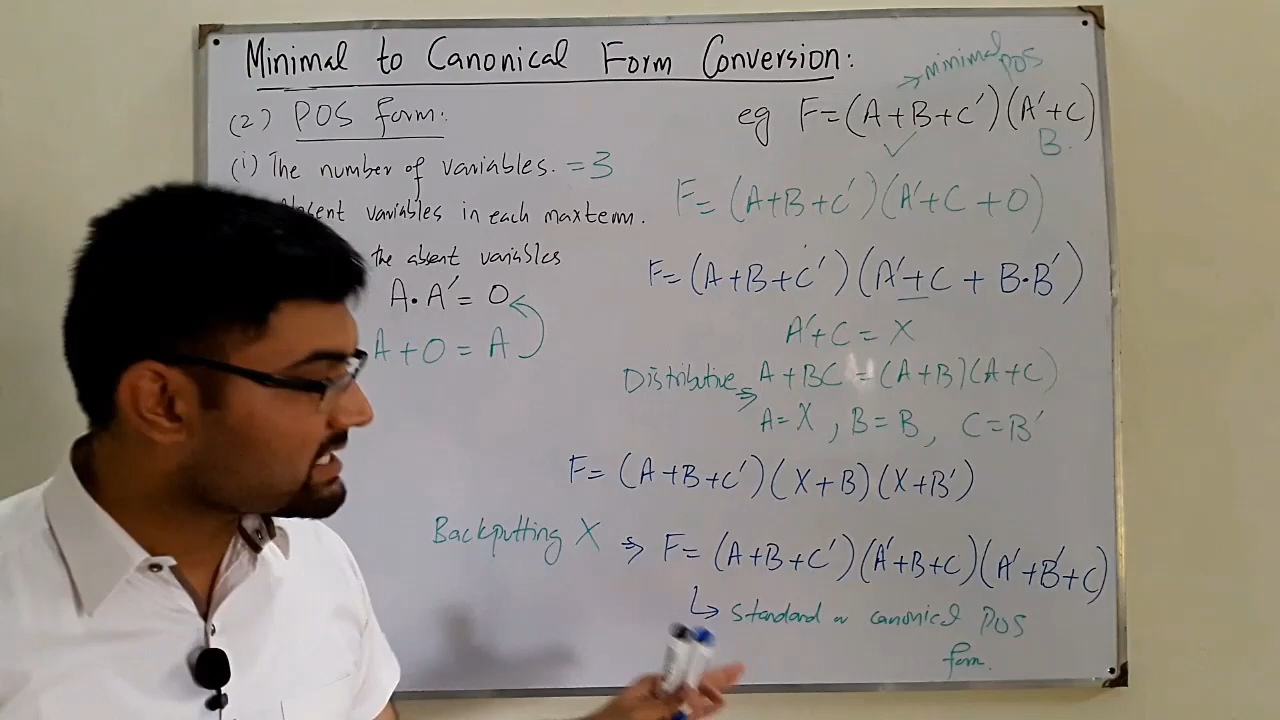 Minimal to Canonical Form Conversion:
(2) POS form:
(i) The number of variables. = 3
Absent variables in each maxterm.
the absent variables
A·A' = 0
A+0 = A
→ minimal POS
eg F=(A+B+C')(A'+C)
✓ B.
F= (A+B+C')(A'+C+0)
F=(A+B+C')(A'+C + B·B')
A'+C = X
Distributive ⇒ A+BC = (A+B)(A+C)
A=X, B=B, C=B'
F= (A+B+C')(X+B)(X+B')
Backputting X ⇒ F= (A+B+C')(A'+B+C)(A'+B'+C)
↳ Standard or canonical POS
form.